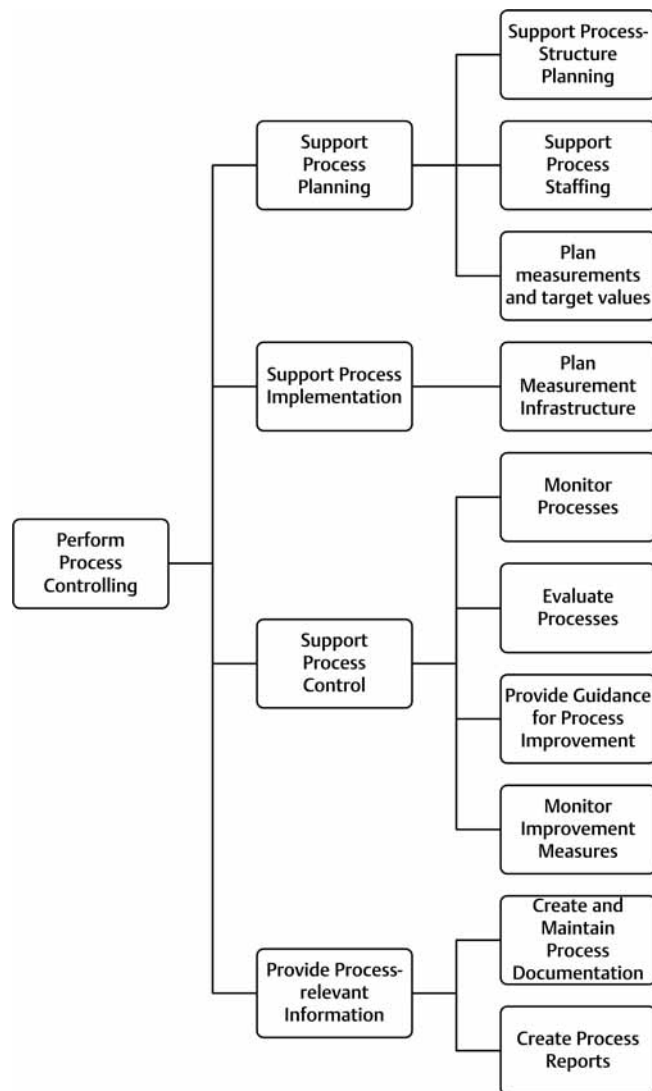 Support Process-
Structure
Planning
Support
Process
Planning
Support
Process
Staffing
Plan
measurements
and target values
Support Process
Implementation
Plan
Measurement
Infrastructure
Monitor
Processes
Perform
Process
Controlling
Evaluate
Processes
Support
Process
Control
Provide Guidance
for Process
Improvement
Monitor
Improvement
Measures
Create and
Maintain
Process
Documentation
Provide Process-
relevant
Information
Create Process
Reports